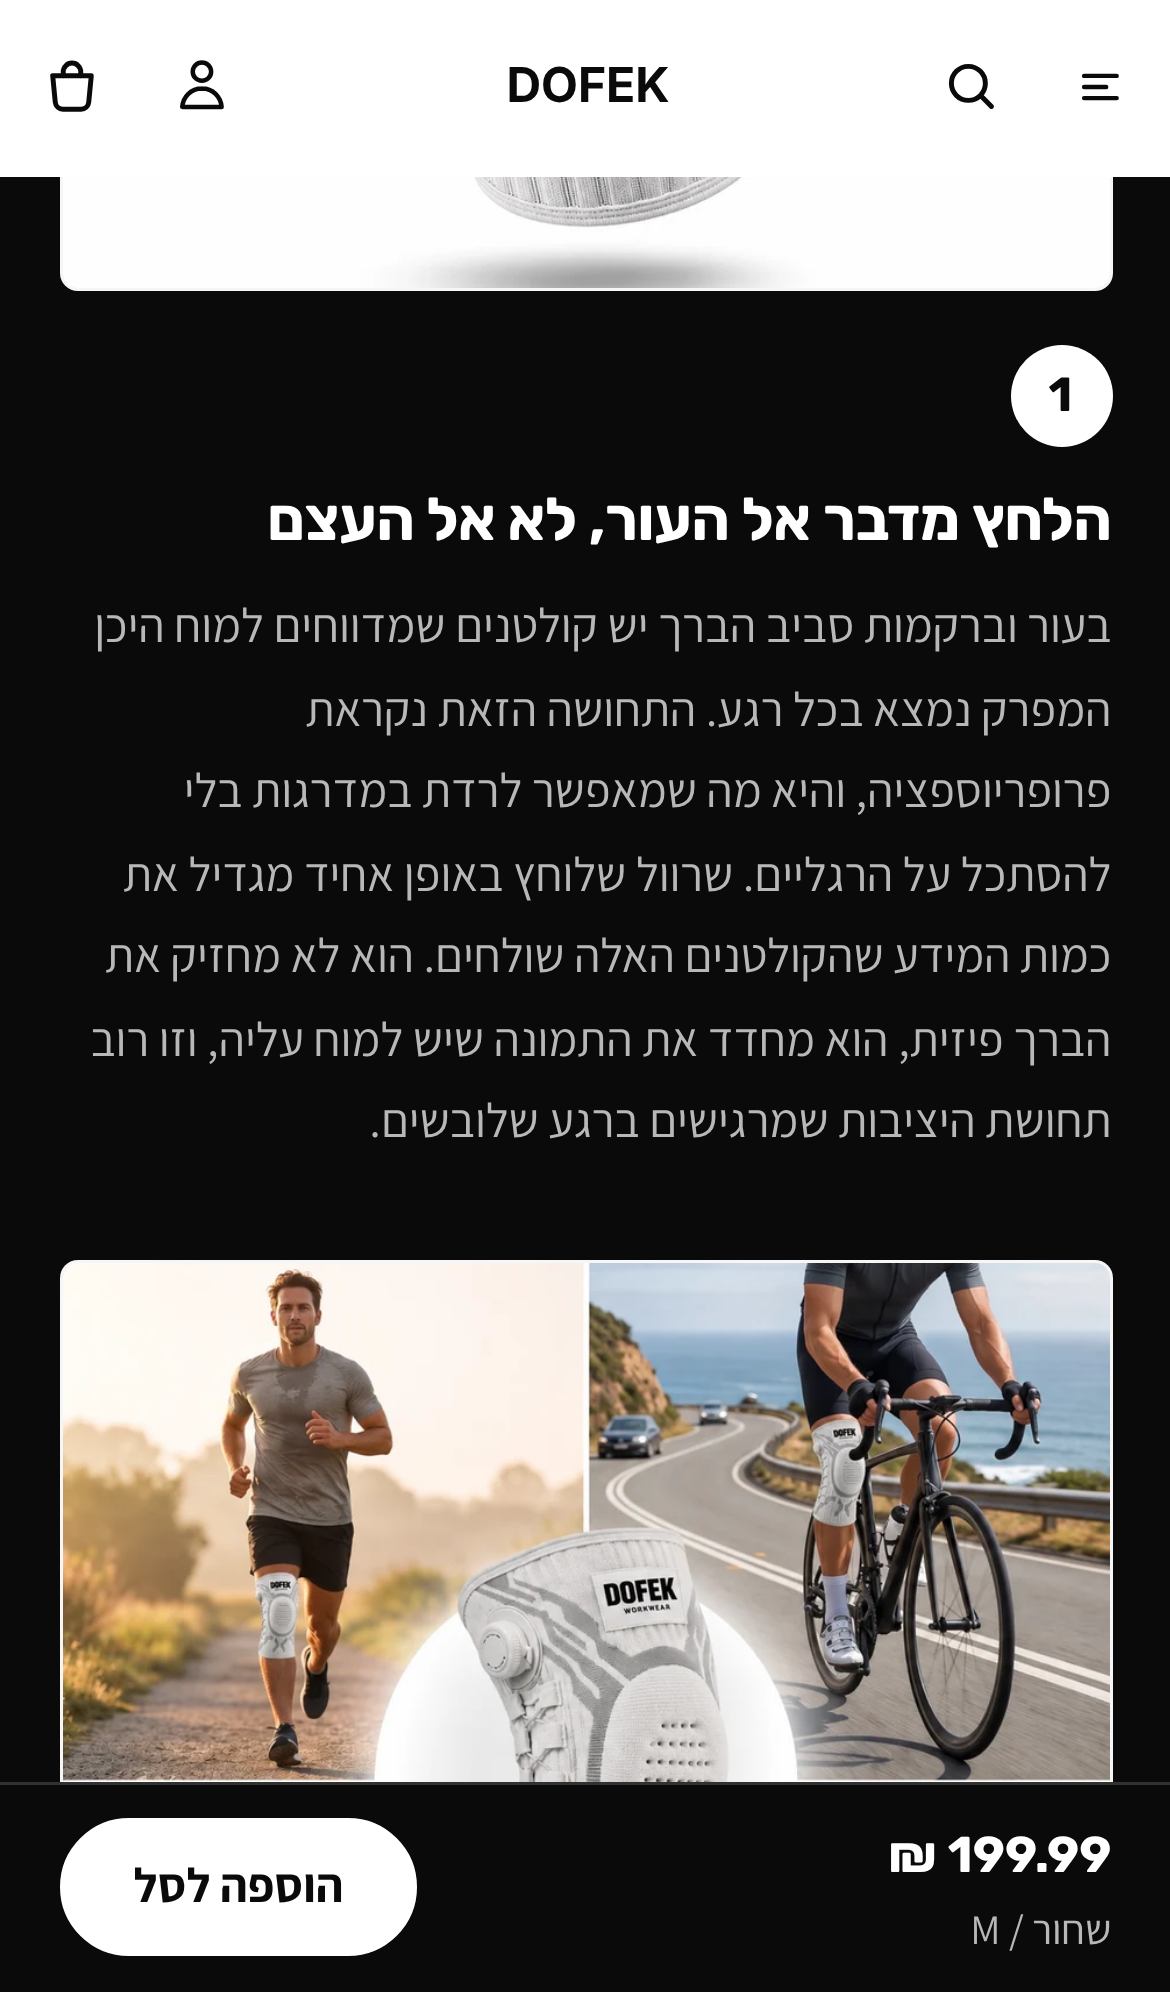 DOFEK
1
הלחץ מדבר אל העור, לא אל העצם
בעור וברקמות סביב הברך יש קולטנים שמדווחים למוח היכן
המפרק נמצא בכל רגע. התחושה הזאת נקראת
פרופריוספציה, והיא מה שמאפשר לרדת במדרגות בלי
להסתכל על הרגליים. שרוול שלוחץ באופן אחיד מגדיל את
כמות המידע שהקולטנים האלה שולחים. הוא לא מחזיק את
הברך פיזית, הוא מחדד את התמונה שיש למוח עליה, וזו רוב
תחושת היציבות שמרגישים ברגע שלובשים.
DOFEK
DOFEK
DOFEK
WORKWEAR
199.99 ₪
שחור / M
הוספה לסל